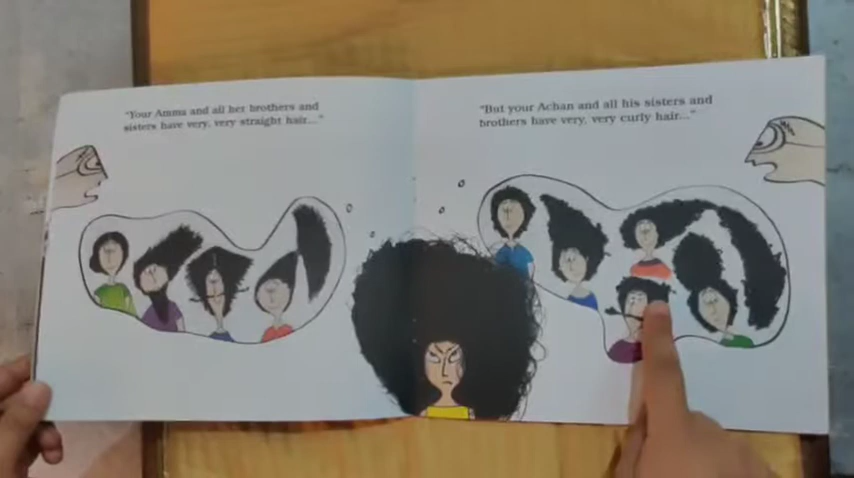 "Your Amma and all her brothers and
sisters have very, very straight hair..."
"But your Achan and all his sisters and
brothers have very, very curly hair..."